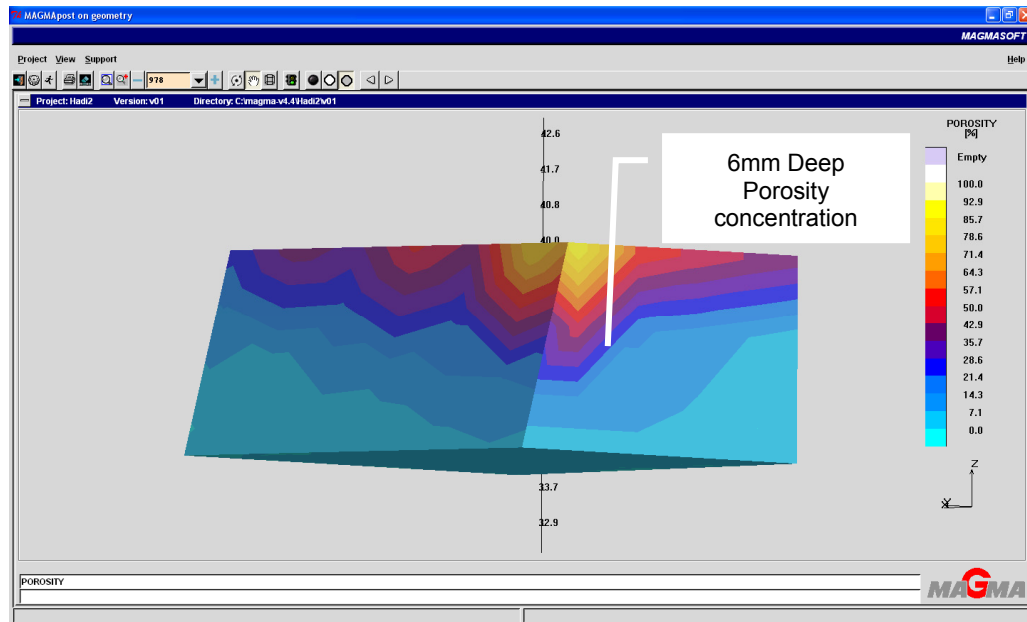 MAGMApost on geometry
MAGMASOFT
Project View Support
Help
978
Project: Hadi2 Version: v01 Directory: C:\magma-v4.4\Hadi2\v01
42.6
41.7
40.8
40.0
33.7
32.9
6mm Deep
Porosity
concentration
POROSITY
[%]
Empty
100.0
92.9
85.7
78.6
71.4
64.3
57.1
50.0
42.9
35.7
28.6
21.4
14.3
7.1
0.0
Z
Y
POROSITY
MAGMA